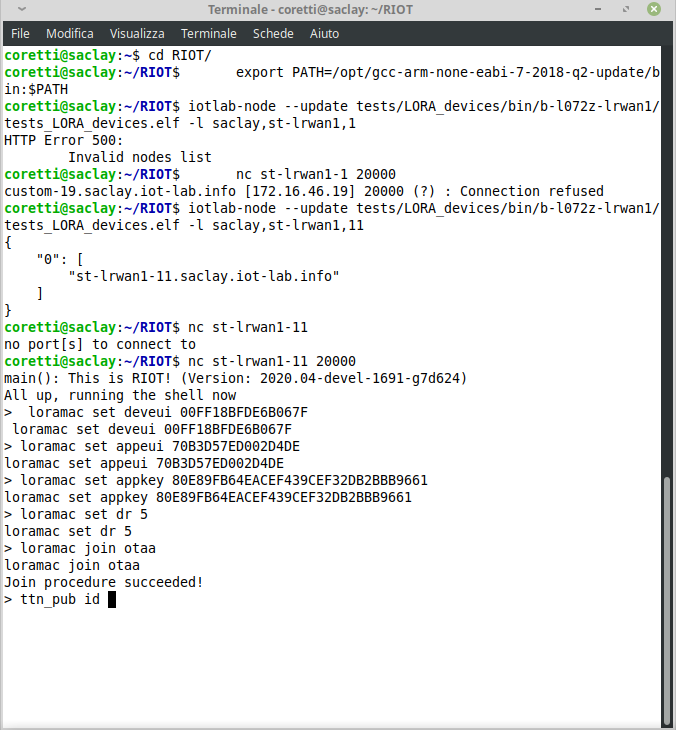 Terminale - coretti@saclay: ~/RIOT
File Modifica Visualizza Terminale Schede Aiuto
coretti@saclay:~$ cd RIOT/
coretti@saclay:~/RIOT$       export PATH=/opt/gcc-arm-none-eabi-7-2018-q2-update/b
in:$PATH
coretti@saclay:~/RIOT$ iotlab-node --update tests/LORA_devices/bin/b-l072z-lrwan1/
tests_LORA_devices.elf -l saclay,st-lrwan1,1
HTTP Error 500:
        Invalid nodes list
coretti@saclay:~/RIOT$       nc st-lrwan1-1 20000
custom-19.saclay.iot-lab.info [172.16.46.19] 20000 (?) : Connection refused
coretti@saclay:~/RIOT$ iotlab-node --update tests/LORA_devices/bin/b-l072z-lrwan1/
tests_LORA_devices.elf -l saclay,st-lrwan1,11
{
    "0": [
        "st-lrwan1-11.saclay.iot-lab.info"
    ]
}
coretti@saclay:~/RIOT$ nc st-lrwan1-11
no port[s] to connect to
coretti@saclay:~/RIOT$ nc st-lrwan1-11 20000
main(): This is RIOT! (Version: 2020.04-devel-1691-g7d624)
All up, running the shell now
>  loramac set deveui 00FF18BFDE6B067F
 loramac set deveui 00FF18BFDE6B067F
> loramac set appeui 70B3D57ED002D4DE
loramac set appeui 70B3D57ED002D4DE
> loramac set appkey 80E89FB64EACEF439CEF32DB2BBB9661
loramac set appkey 80E89FB64EACEF439CEF32DB2BBB9661
> loramac set dr 5
loramac set dr 5
> loramac join otaa
loramac join otaa
Join procedure succeeded!
> ttn_pub id